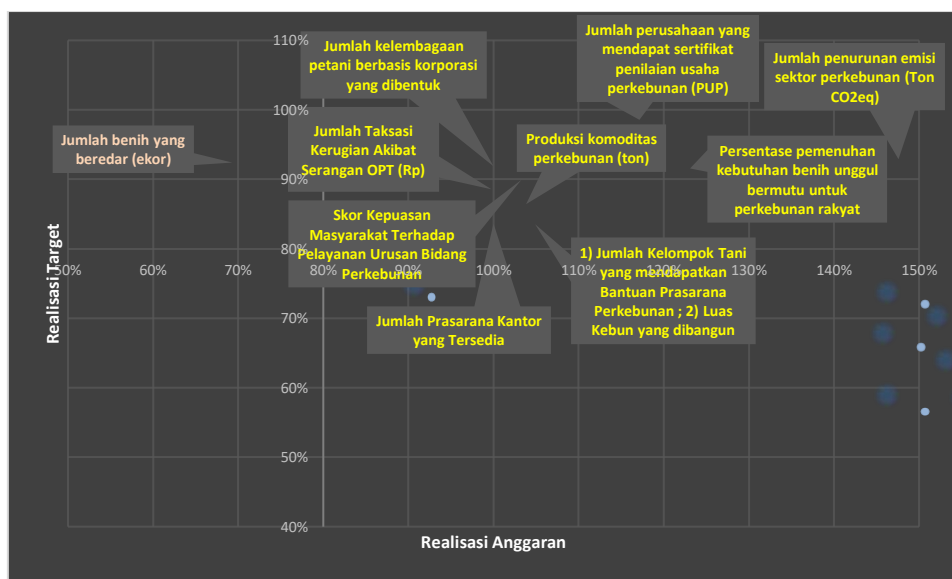 110%
100%
90%
80%
70%
60%
50%
40%
50%
60%
70%
80%
90%
100%
110%
120%
130%
140%
150%
Realisasi Target
Realisasi Anggaran
Jumlah kelembagaan
petani berbasis korporasi
yang dibentuk
Jumlah perusahaan yang
mendapat sertifikat
penilaian usaha
perkebunan (PUP)
Jumlah penurunan emisi
sektor perkebunan (Ton
CO2eq)
Jumlah benih yang
beredar (ekor)
Jumlah Taksasi
Kerugian Akibat
Serangan OPT (Rp)
Produksi komoditas
perkebunan (ton)
Persentase pemenuhan
kebutuhan benih unggul
bermutu untuk
perkebunan rakyat
Skor Kepuasan
Masyarakat Terhadap
Pelayanan Urusan Bidang
Perkebunan
1) Jumlah Kelompok Tani
yang mendapatkan
Bantuan Prasarana
Perkebunan ; 2) Luas
Kebun yang dibangun
Jumlah Prasarana Kantor
yang Tersedia